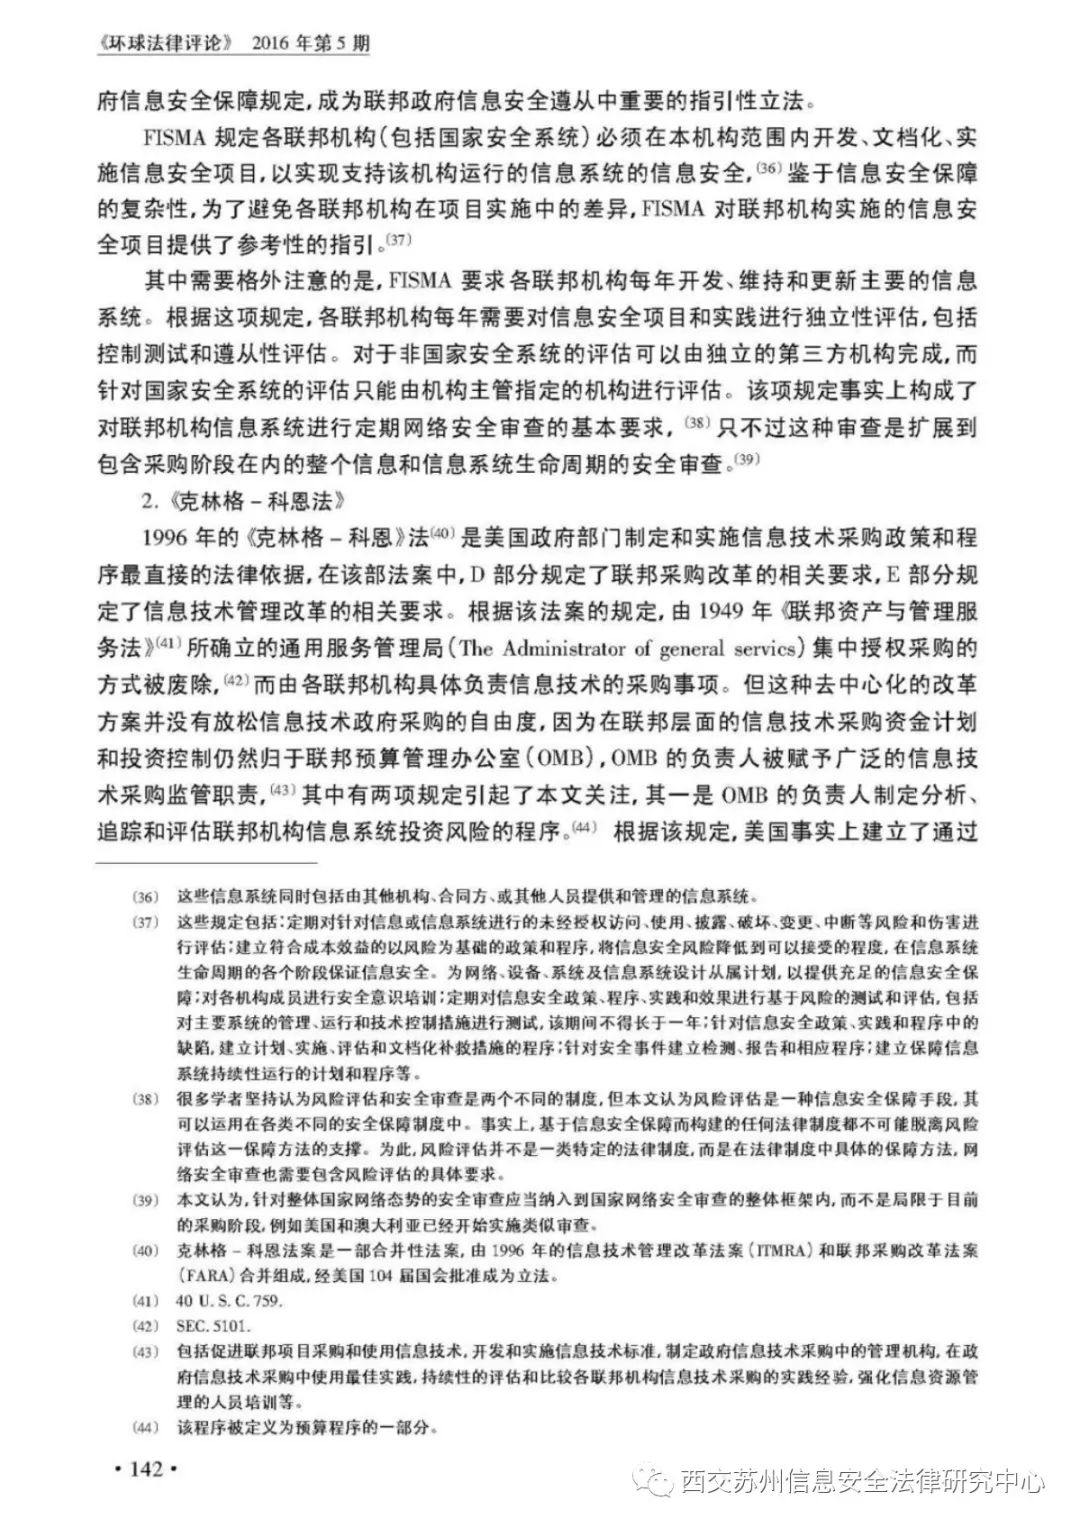 《环球法律评论》 2016 年第 5 期
府信息安全保障规定,成为联邦政府信息安全遵从中重要的指引性立法。
FISMA 规定各联邦机构(包括国家安全系统)必须在本机构范围内开发、文档化、实
施信息安全项目,以实现支持该机构运行的信息系统的信息安全,(36)鉴于信息安全保障
的复杂性,为了避免各联邦机构在项目实施中的差异,FISMA 对联邦机构实施的信息安
全项目提供了参考性的指引。(37)
其中需要格外注意的是,FISMA 要求各联邦机构每年开发、维持和更新主要的信息
系统。根据这项规定,各联邦机构每年需要对信息安全项目和实践进行独立性评估,包括
控制测试和遵从性评估。对于非国家安全系统的评估可以由独立的第三方机构完成,而
针对国家安全系统的评估只能由机构主管指定的机构进行评估。该项规定事实上构成了
对联邦机构信息系统进行定期网络安全审查的基本要求, (38)只不过这种审查是扩展到
包含采购阶段在内的整个信息和信息系统生命周期的安全审查。(39)
2.《克林格－科恩法》
1996 年的《克林格－科恩》法(40)是美国政府部门制定和实施信息技术采购政策和程
序最直接的法律依据,在该部法案中,D 部分规定了联邦采购改革的相关要求,E 部分规
定了信息技术管理改革的相关要求。根据该法案的规定,由 1949 年《联邦资产与管理服
务法》(41)所确立的通用服务管理局(The Administrator of general servics)集中授权采购的
方式被废除,(42)而由各联邦机构具体负责信息技术的采购事项。但这种去中心化的改革
方案并没有放松信息技术政府采购的自由度,因为在联邦层面的信息技术采购资金计划
和投资控制仍然归于联邦预算管理办公室(OMB),OMB 的负责人被赋予广泛的信息技
术采购监管职责,(43)其中有两项规定引起了本文关注,其一是 OMB 的负责人制定分析、
追踪和评估联邦机构信息系统投资风险的程序。(44) 根据该规定,美国事实上建立了通过
(36) 这些信息系统同时包括由其他机构、合同方、或其他人员提供和管理的信息系统。
(37) 这些规定包括:定期对针对信息或信息系统进行的未经授权访问、使用、披露、破坏、变更、中断等风险和伤害进
行评估;建立符合成本效益的以风险为基础的政策和程序,将信息安全风险降低到可以接受的程度,在信息系统
生命周期的各个阶段保证信息安全。为网络、设备、系统及信息系统设计从属计划,以提供充足的信息安全保
障;对各机构成员进行安全意识培训;定期对信息安全政策、程序、实践和效果进行基于风险的测试和评估,包括
对主要系统的管理、运行和技术控制措施进行测试,该期间不得长于一年;针对信息安全政策、实践和程序中的
缺陷,建立计划、实施、评估和文档化补救措施的程序;针对安全事件建立检测、报告和相应程序;建立保障信息
系统持续性运行的计划和程序等。
(38) 很多学者坚持认为风险评估和安全审查是两个不同的制度,但本文认为风险评估是一种信息安全保障手段,其
可以运用在各类不同的安全保障制度中。事实上,基于信息安全保障而构建的任何法律制度都不可能脱离风险
评估这一保障方法的支撑。为此,风险评估并不是一类特定的法律制度,而是在法律制度中具体的保障方法,网
络安全审查也需要包含风险评估的具体要求。
(39) 本文认为,针对整体国家网络态势的安全审查应当纳入到国家网络安全审查的整体框架内,而不是局限于目前
的采购阶段,例如美国和澳大利亚已经开始实施类似审查。
(40) 克林格－科恩法案是一部合并性法案,由 1996 年的信息技术管理改革法案(ITMRA)和联邦采购改革法案
(FARA)合并组成,经美国 104 届国会批准成为立法。
(41) 40 U. S. C. 759.
(42) SEC. 5101.
(43) 包括促进联邦项目采购和使用信息技术,开发和实施信息技术标准,制定政府信息技术采购中的管理机构,在政
府信息技术采购中使用最佳实践,持续性的评估和比较各联邦机构信息技术采购的实践经验,强化信息资源管
理的人员培训等。
(44) 该程序被定义为预算程序的一部分。
· 142 ·
西交苏州信息安全法律研究中心